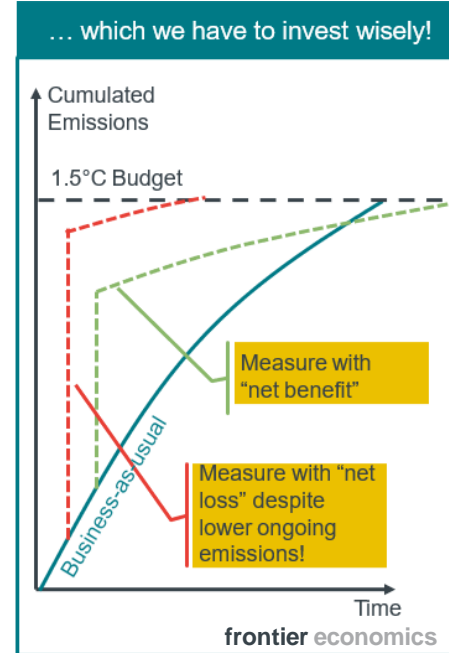 … which we have to invest wisely!
Cumulated
Emissions
1.5°C Budget
Measure with
“net benefit”
Business-as-usual
Measure with “net
loss” despite
lower ongoing
emissions!
Time
frontier economics